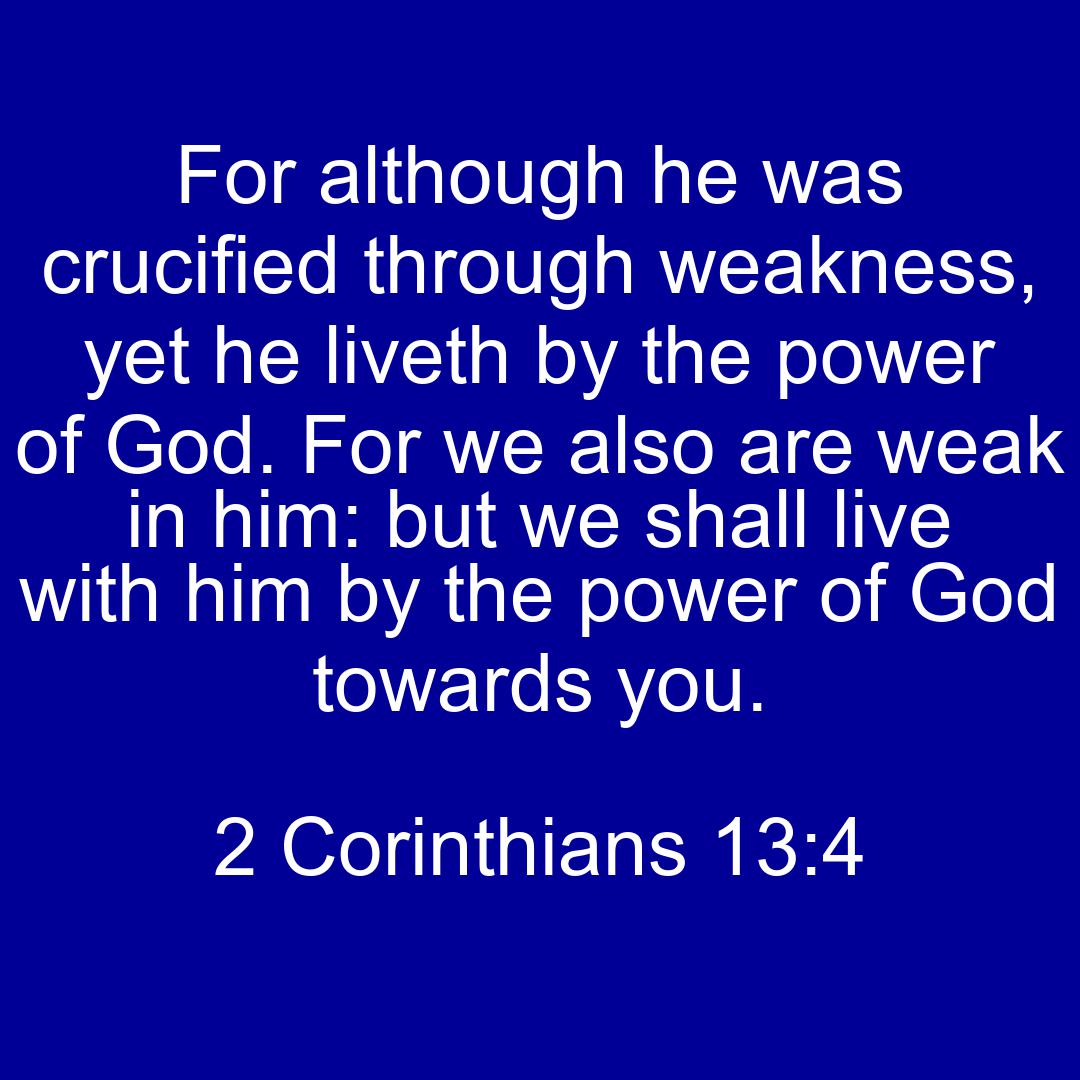 For although he was
crucified through weakness,
yet he liveth by the power
of God. For we also are weak
in him: but we shall live
with him by the power of God
towards you.
2 Corinthians 13:4